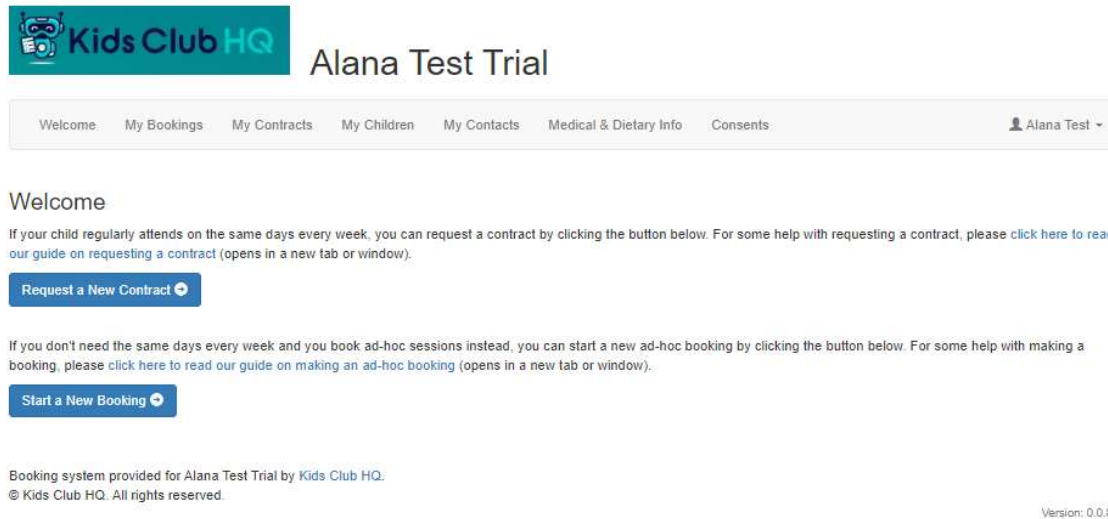 Kids Club HQ
Alana Test Trial
Welcome My Bookings My Contracts My Children My Contacts Medical & Dietary Info Consents Alana Test
Welcome
If your child regularly attends on the same days every week, you can request a contract by clicking the button below. For some help with requesting a contract, please click here to
our guide on requesting a contract (opens in a new tab or window).
Request a New Contract
If you don't need the same days every week and you book ad-hoc sessions instead, you can start a new ad-hoc booking by clicking the button below. For some help with making a
booking, please click here to read our guide on making an ad-hoc booking (opens in a new tab or window).
Start a New Booking
Booking system provided for Alana Test Trial by Kids Club HQ.
© Kids Club HQ. All rights reserved.
Version: 0.0.